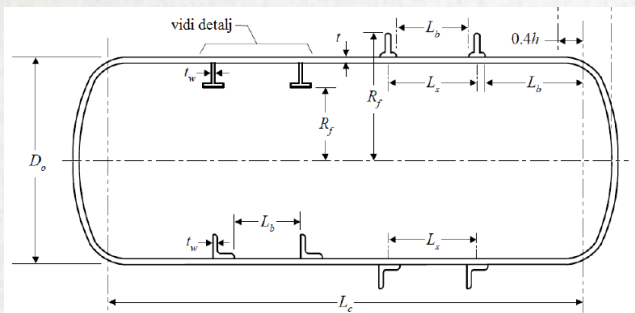 vidi detalj
t
L_b
0.4h
t_w
L_s
L_b
R_f
R_f
D_o
t_w
L_b
L_s
L_c